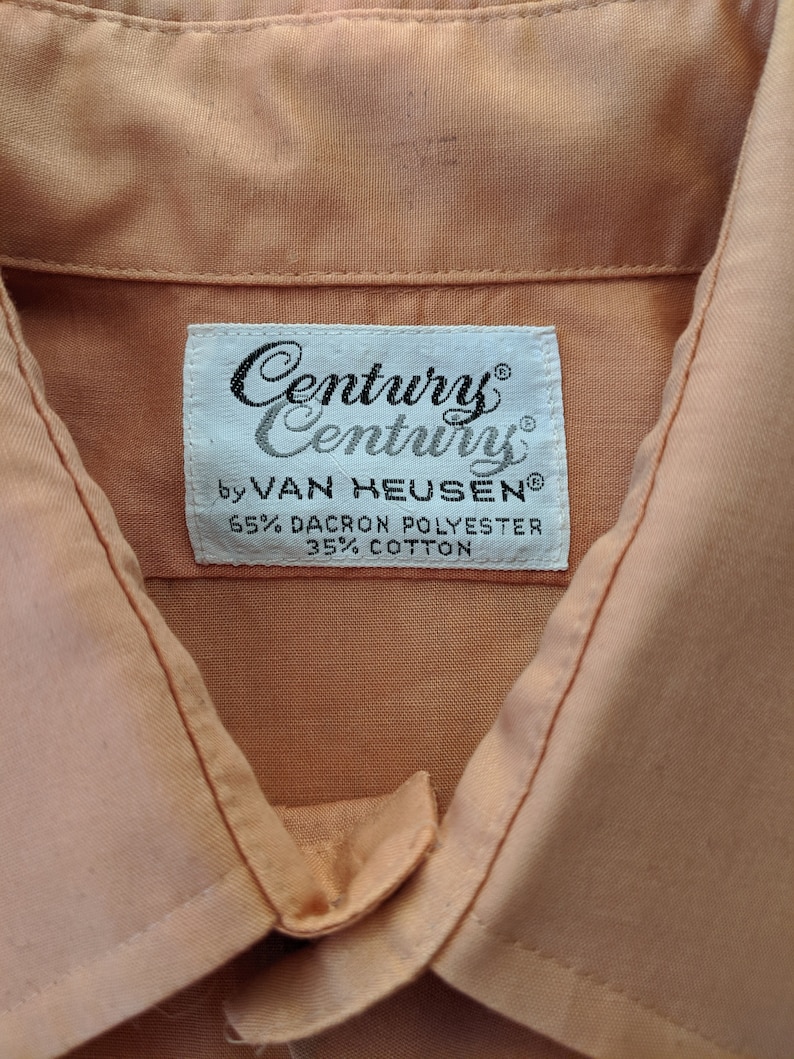 Century®
Century®
by VAN HEUSEN®
65% DACRON POLYESTER
35% COTTON